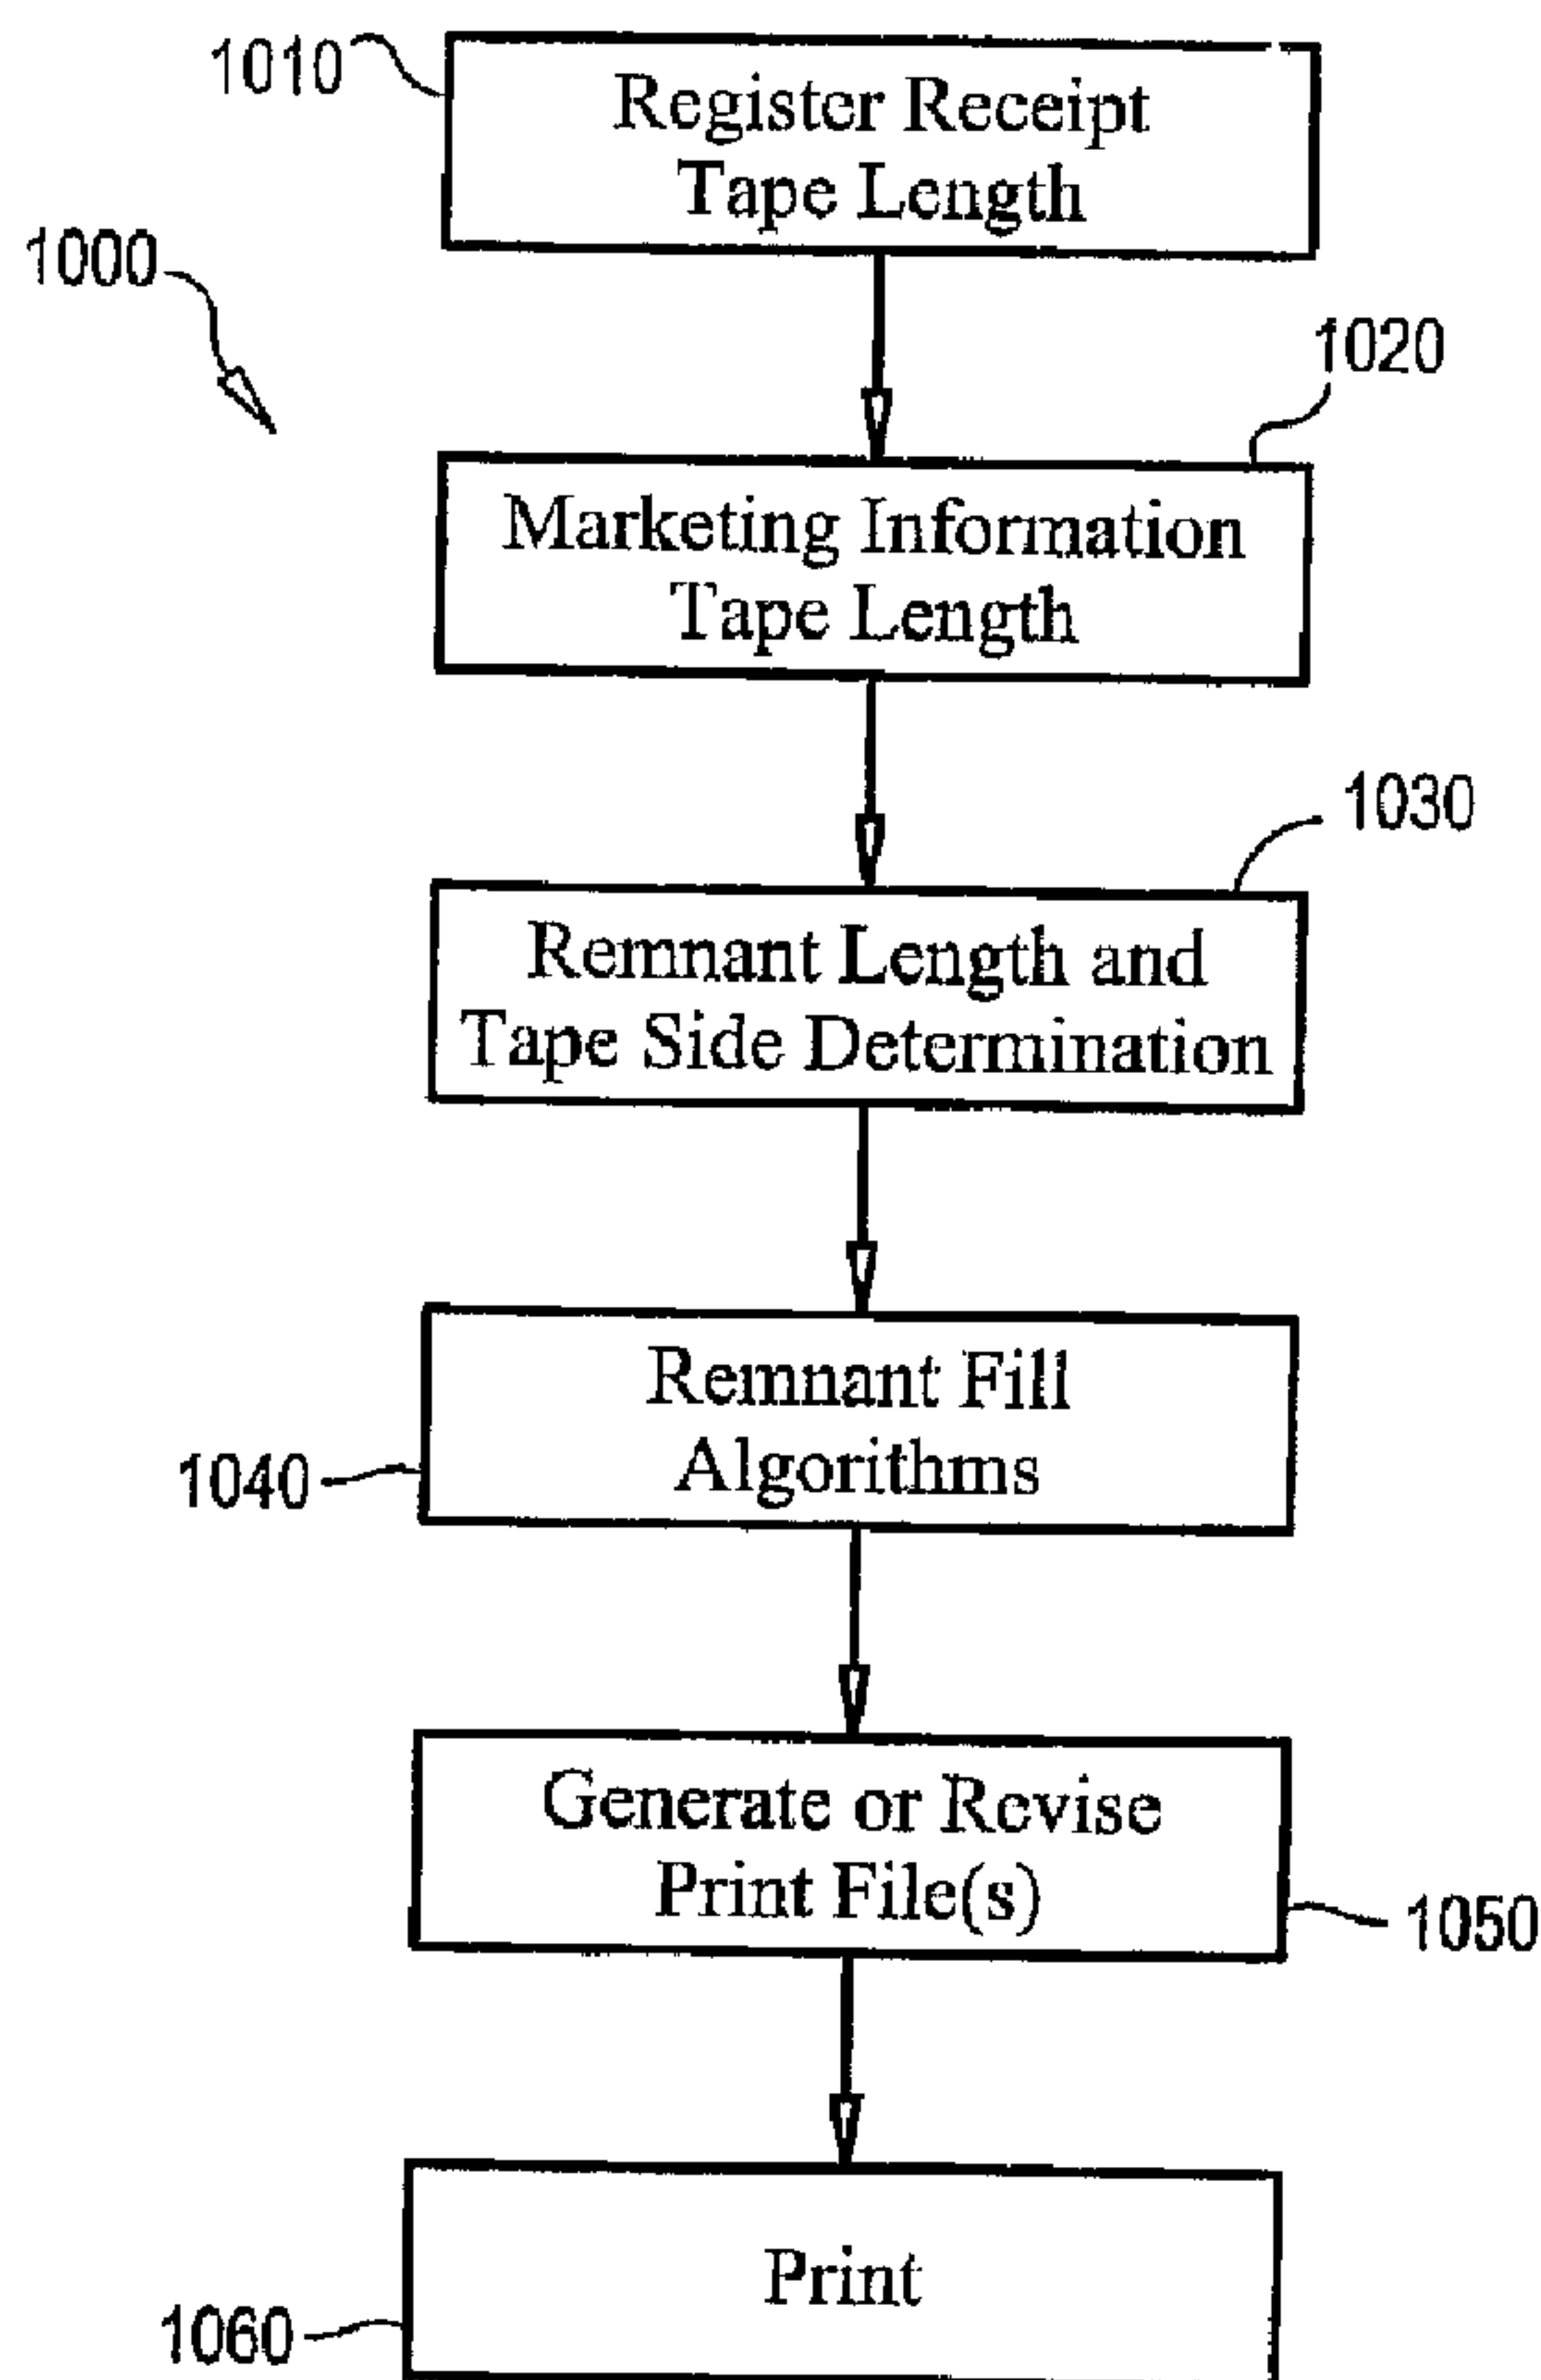 1010
Register Receipt
Tape Length
1000
1020
Marketing Information
Tape Length
1030
Remnant Length and
Tape Side Determination
Remnant Fill
Algorithms
1040
Generate or Revise
Print File(s)
1050
Print
1060